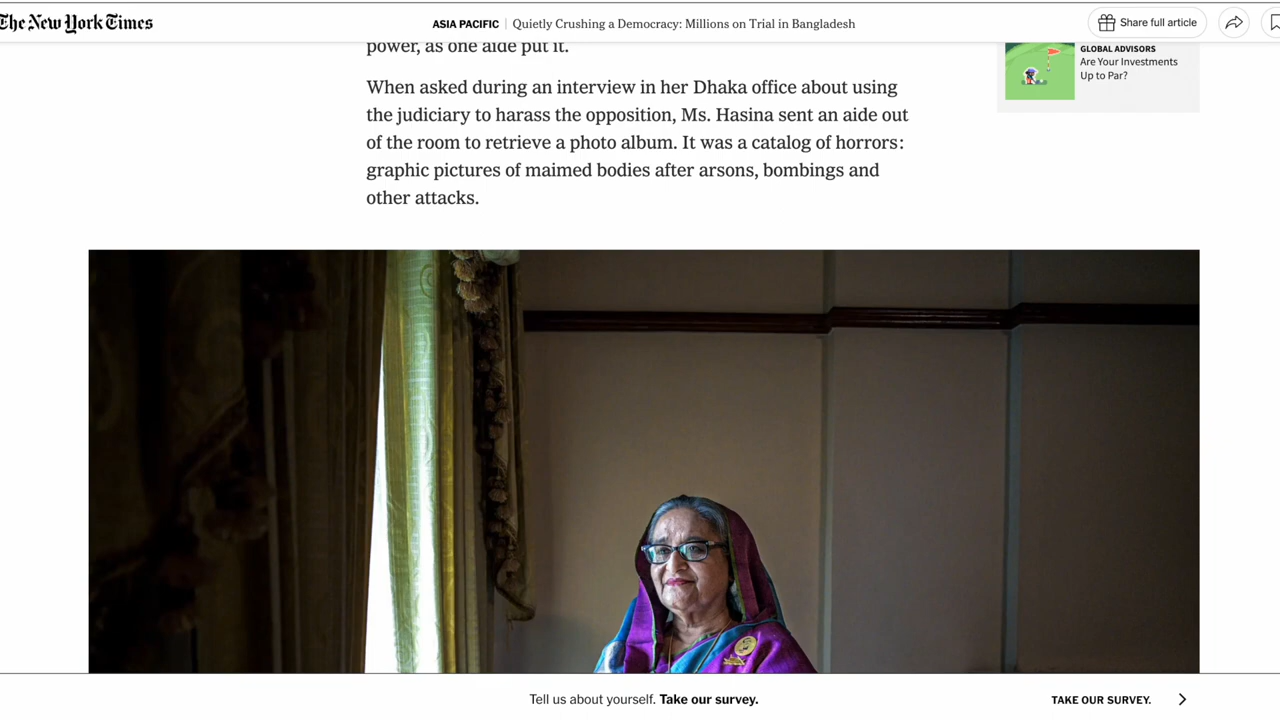 The New York Times
ASIA PACIFIC | Quietly Crushing a Democracy: Millions on Trial in Bangladesh
Share full article
power, as one aide put it.
When asked during an interview in her Dhaka office about using
the judiciary to harass the opposition, Ms. Hasina sent an aide out
of the room to retrieve a photo album. It was a catalog of horrors:
graphic pictures of maimed bodies after arsons, bombings and
other attacks.
GLOBAL ADVISORS
Are Your Investments
Up to Par?
Tell us about yourself. Take our survey.
TAKE OUR SURVEY.